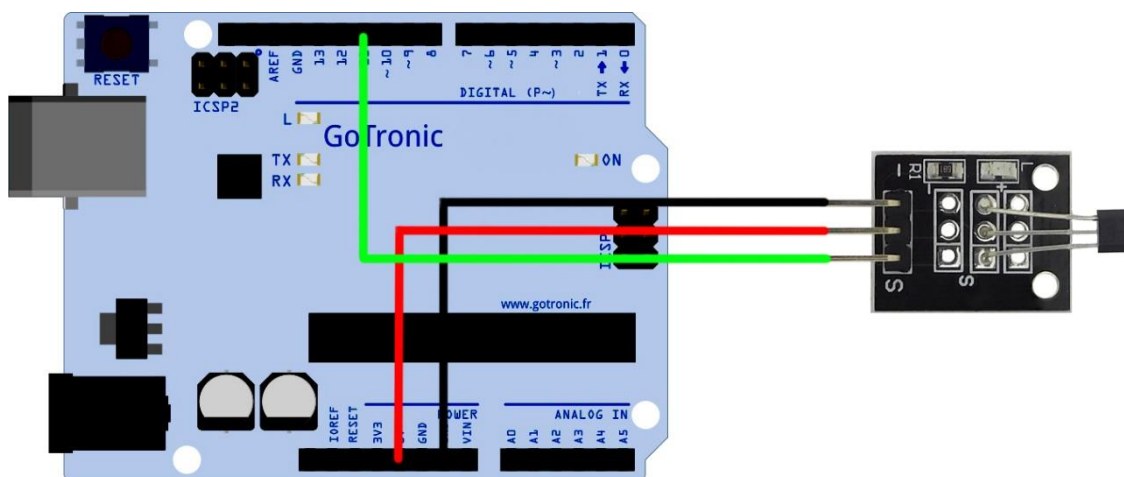 RESET
ICSP2
AREF
GND
13
12
~10
~9
8
7
~6
~5
4
~3
2
TX→1
RX←0
DIGITAL (P~)
L
GoTronic
TX
RX
ON
R1
L
-
+
S
S
www.gotronic.fr
IOREF
RESET
3V3
GND
VIN
POWER
ANALOG IN
A0
A1
A2
A3
A4
A5